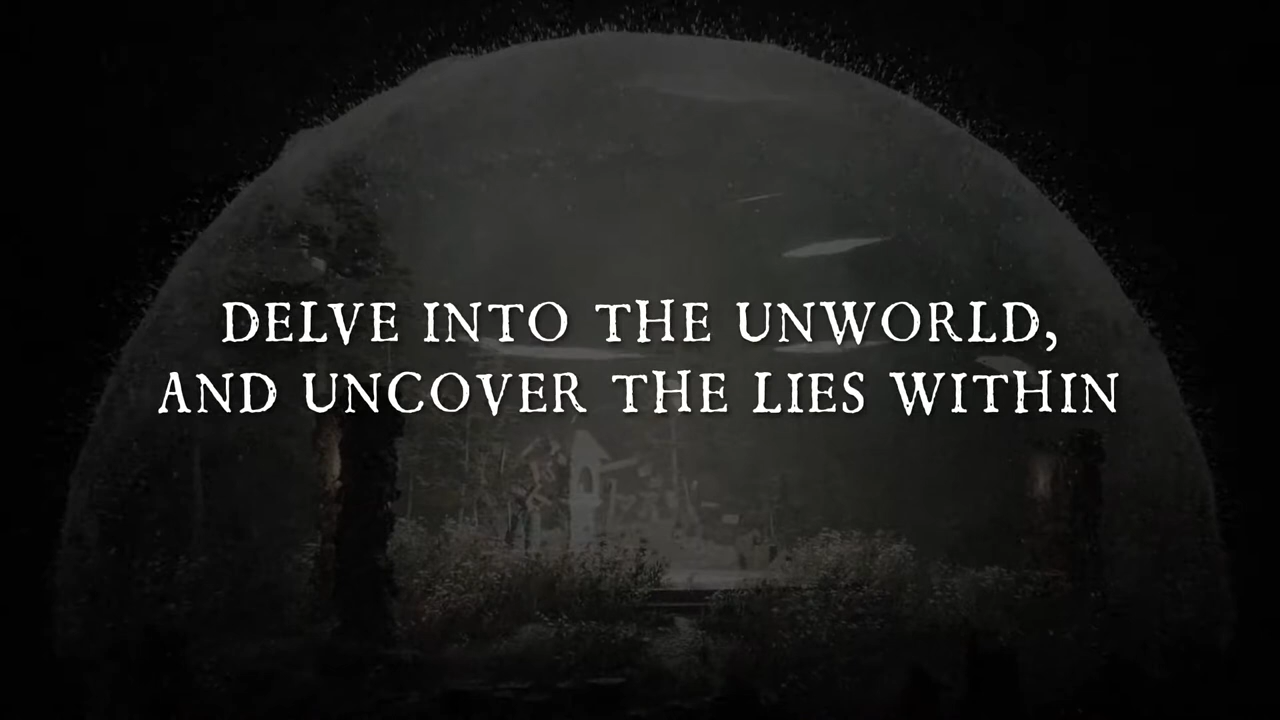 DELVE INTO THE UNWORLD,
AND UNCOVER THE LIES WITHIN